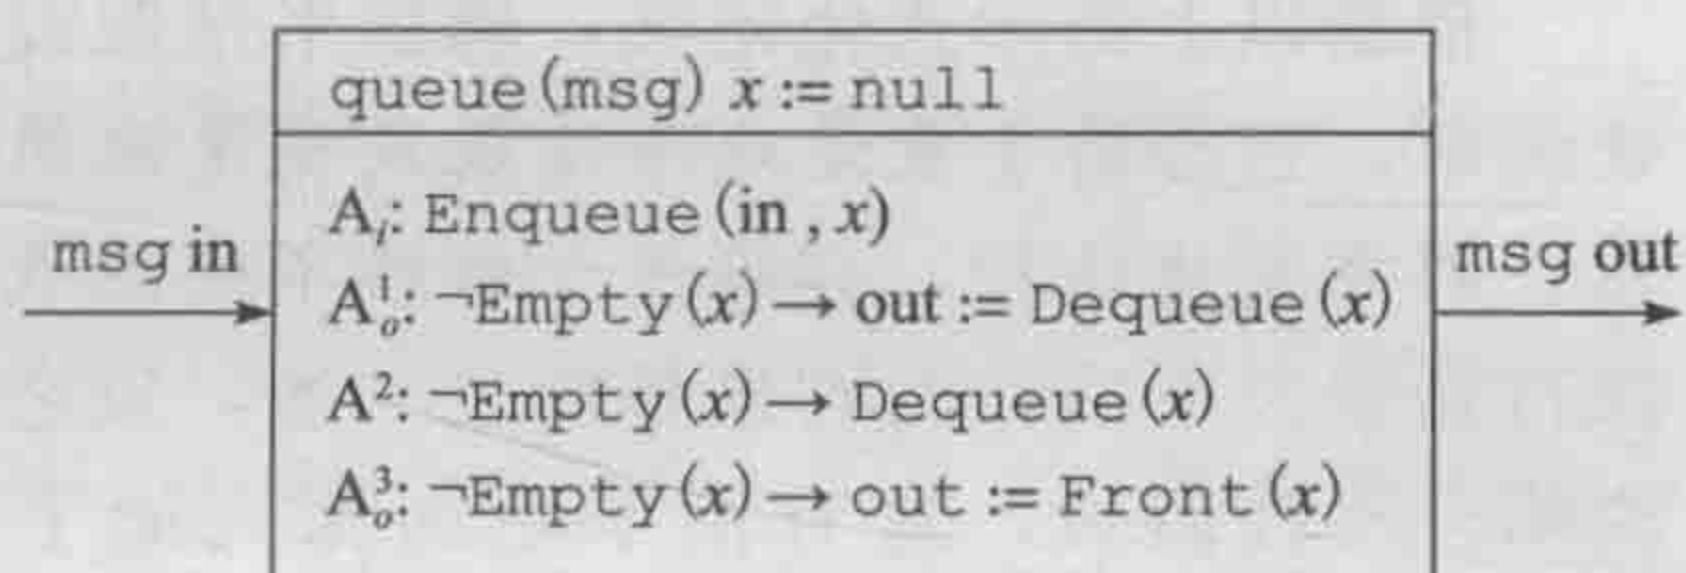 queue(msg) x := null
A_i: Enqueue(in, x)
msg in
msg out
A_o^1: ¬Empty(x) → out := Dequeue(x)
A^2: ¬Empty(x) → Dequeue(x)
A_o^3: ¬Empty(x) → out := Front(x)